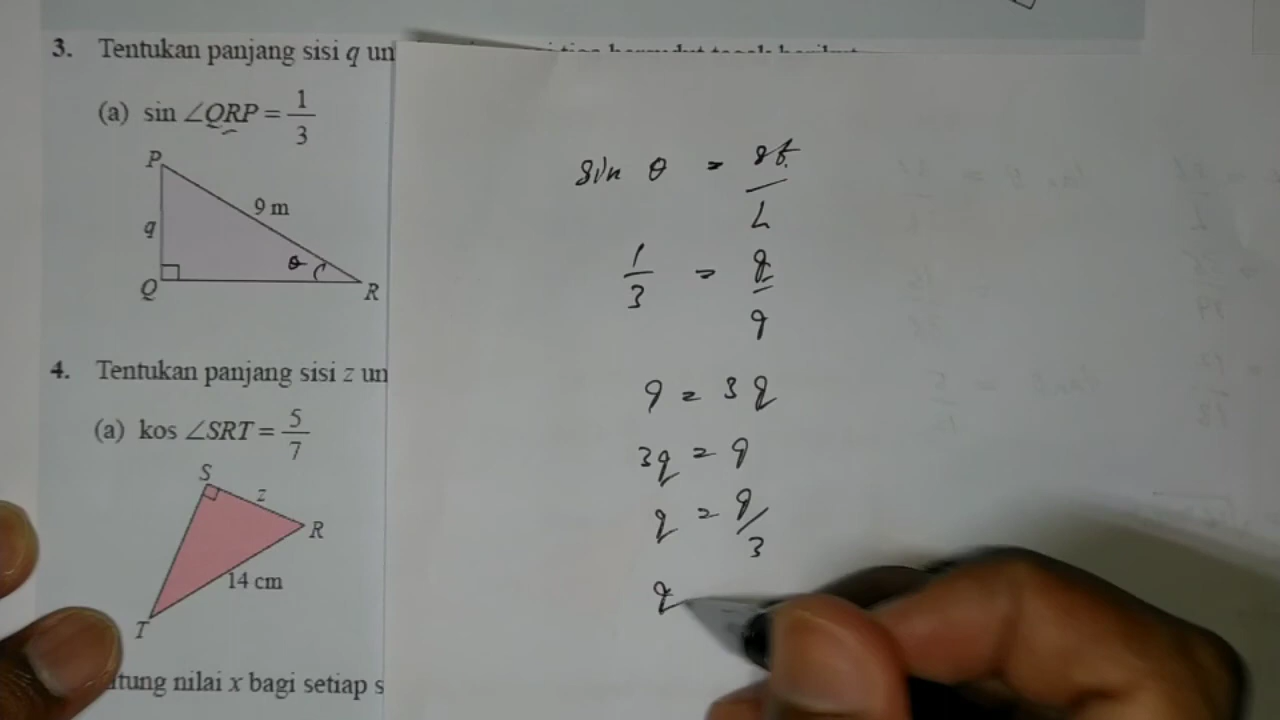 3. Tentukan panjang sisi q un
(a) sin ∠QRP = 1/3
P
9 m
q
θ
Q
R
4. Tentukan panjang sisi z un
(a) kos ∠SRT = 5/7
S
z
R
14 cm
T
tung nilai x bagi setiap s
sin θ =
1/3 = q/9
9 = 3q
3q = 9
q = 9/3
q